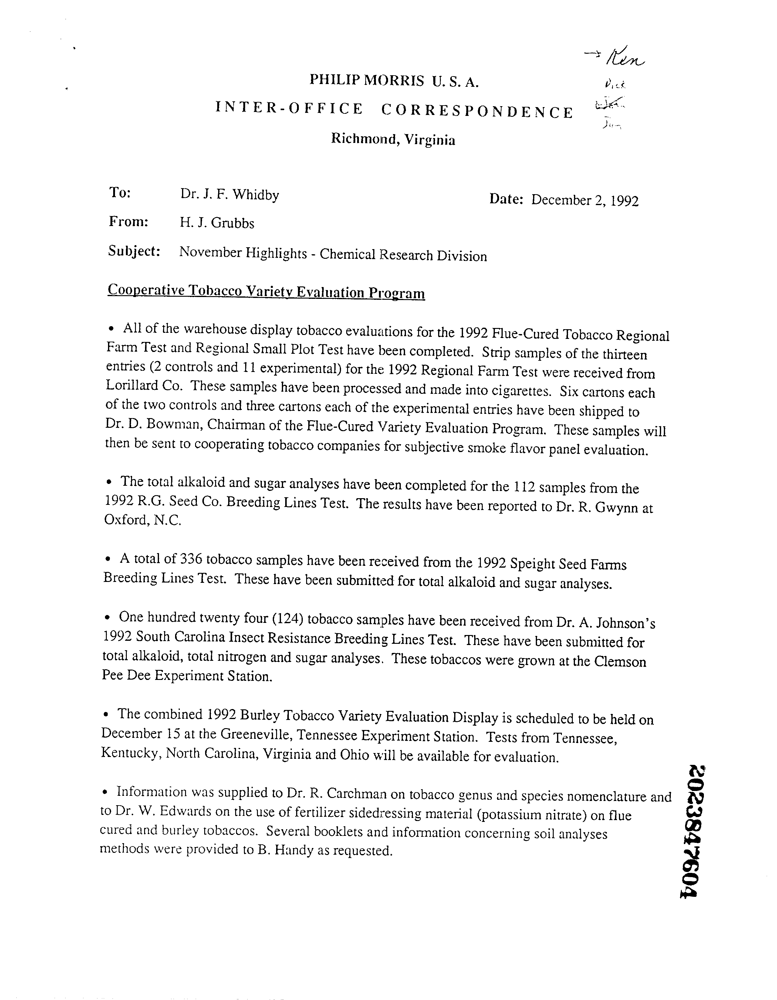 → Ken
PHILIP MORRIS U. S. A.
INTER-OFFICE CORRESPONDENCE
Richmond, Virginia
To: Dr. J. F. Whidby
Date: December 2, 1992
From: H. J. Grubbs
Subject: November Highlights - Chemical Research Division
Cooperative Tobacco Variety Evaluation Program
• All of the warehouse display tobacco evaluations for the 1992 Flue-Cured Tobacco Regional
Farm Test and Regional Small Plot Test have been completed. Strip samples of the thirteen
entries (2 controls and 11 experimental) for the 1992 Regional Farm Test were received from
Lorillard Co. These samples have been processed and made into cigarettes. Six cartons each
of the two controls and three cartons each of the experimental entries have been shipped to
Dr. D. Bowman, Chairman of the Flue-Cured Variety Evaluation Program. These samples will
then be sent to cooperating tobacco companies for subjective smoke flavor panel evaluation.
• The total alkaloid and sugar analyses have been completed for the 112 samples from the
1992 R.G. Seed Co. Breeding Lines Test. The results have been reported to Dr. R. Gwynn at
Oxford, N.C.
• A total of 336 tobacco samples have been received from the 1992 Speight Seed Farms
Breeding Lines Test. These have been submitted for total alkaloid and sugar analyses.
• One hundred twenty four (124) tobacco samples have been received from Dr. A. Johnson's
1992 South Carolina Insect Resistance Breeding Lines Test. These have been submitted for
total alkaloid, total nitrogen and sugar analyses. These tobaccos were grown at the Clemson
Pee Dee Experiment Station.
• The combined 1992 Burley Tobacco Variety Evaluation Display is scheduled to be held on
December 15 at the Greeneville, Tennessee Experiment Station. Tests from Tennessee,
Kentucky, North Carolina, Virginia and Ohio will be available for evaluation.
• Information was supplied to Dr. R. Carchman on tobacco genus and species nomenclature and
to Dr. W. Edwards on the use of fertilizer sidedressing material (potassium nitrate) on flue
cured and burley tobaccos. Several booklets and information concerning soil analyses
methods were provided to B. Handy as requested.
2023847604